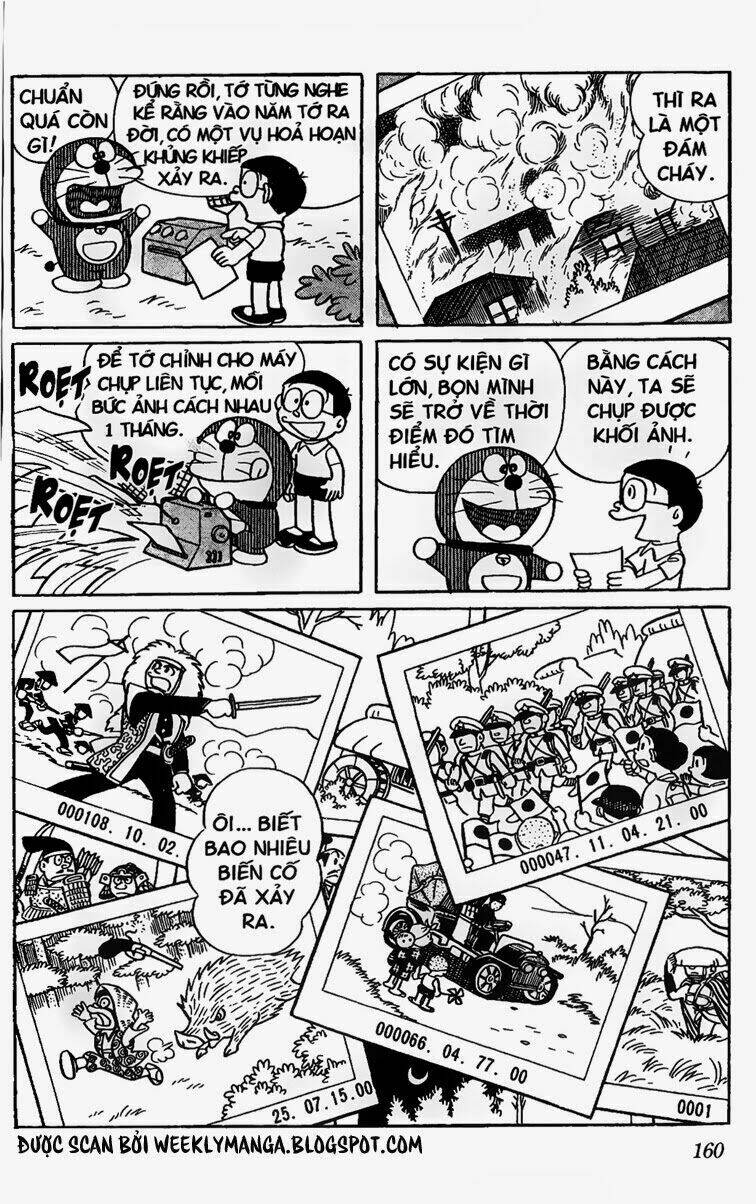 THÌ RA
LÀ MỘT
ĐÁM
CHÁY.
ĐÚNG RỒI, TỚ TỪNG NGHE
KỂ RẰNG VÀO NĂM TỚ RA
ĐỜI, CÓ MỘT VỤ HOẢ HOẠN
KHỦNG KHIẾP
XẢY RA.
CHUẨN
QUÁ CÒN
GÌ!
BẰNG CÁCH
NÀY, TA SẼ
CHỤP ĐƯỢC
KHỐI ẢNH.
CÓ SỰ KIỆN GÌ
LỚN, BỌN MÌNH
SẼ TRỞ VỀ THỜI
ĐIỂM ĐÓ TÌM
HIỂU.
ĐỂ TỚ CHỈNH CHO MÁY
CHỤP LIÊN TỤC, MỖI
BỨC ẢNH CÁCH NHAU
1 THÁNG.
ROẸT
ROẸT
ROẸT
000047. 11. 04. 21. 00
000108. 10. 02.
ÔI... BIẾT
BAO NHIÊU
BIẾN CỐ
ĐÃ XẢY
RA.
000066. 04. 77. 00
25. 07. 15. 00
0001
ĐƯỢC SCAN BỞI WEEKLYMANGA.BLOGSPOT.COM
160